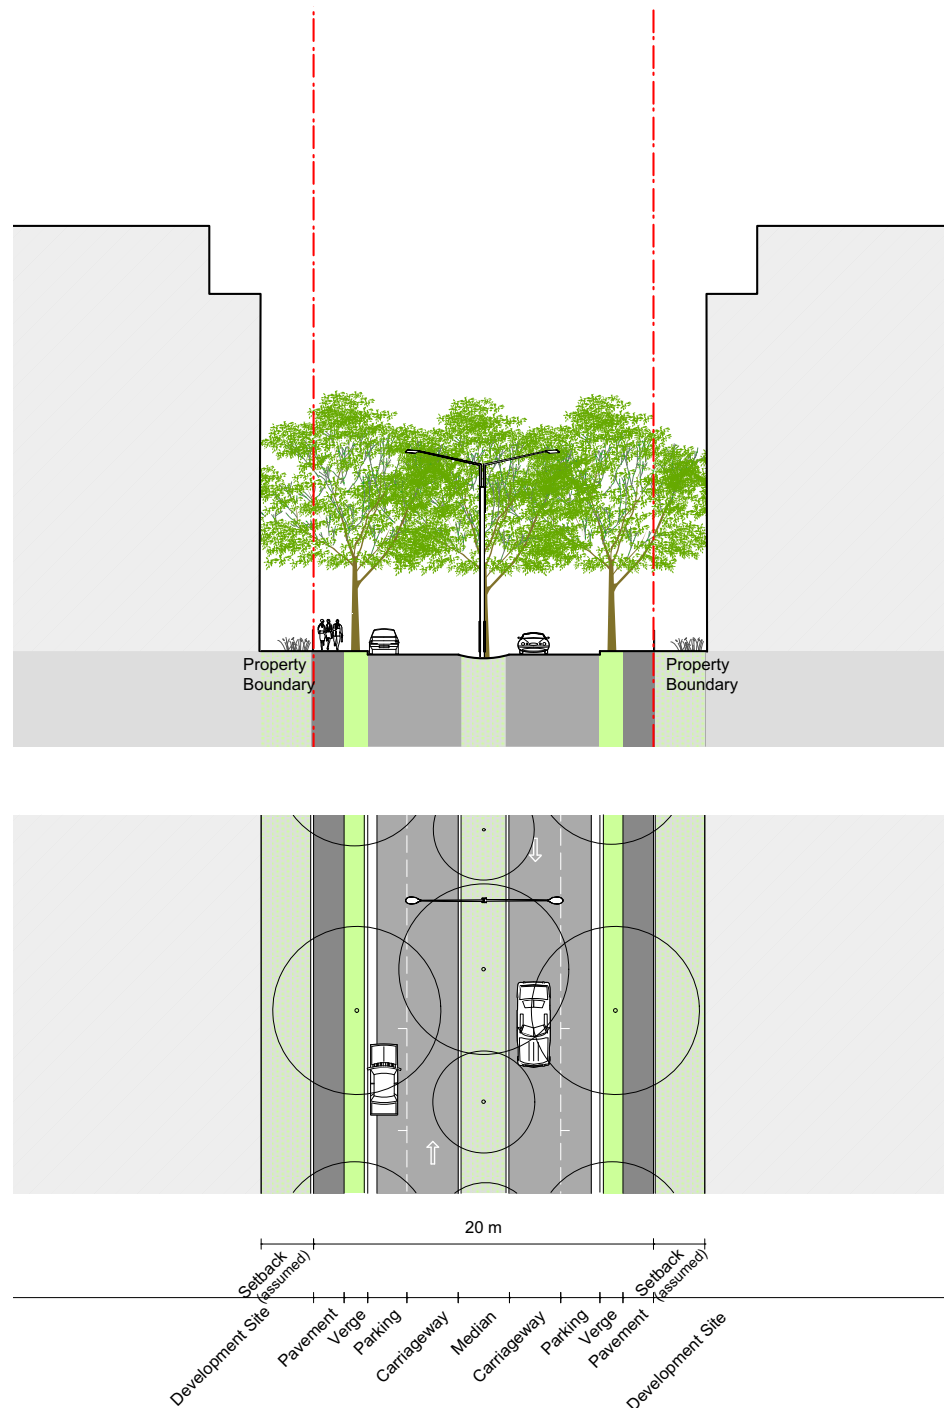 Property
Boundary
Property
Boundary
20 m
Setback
(assumed)
Setback
(assumed)
Development Site
Pavement
Verge
Parking
Carriageway
Median
Carriageway
Parking
Verge
Pavement
Development Site